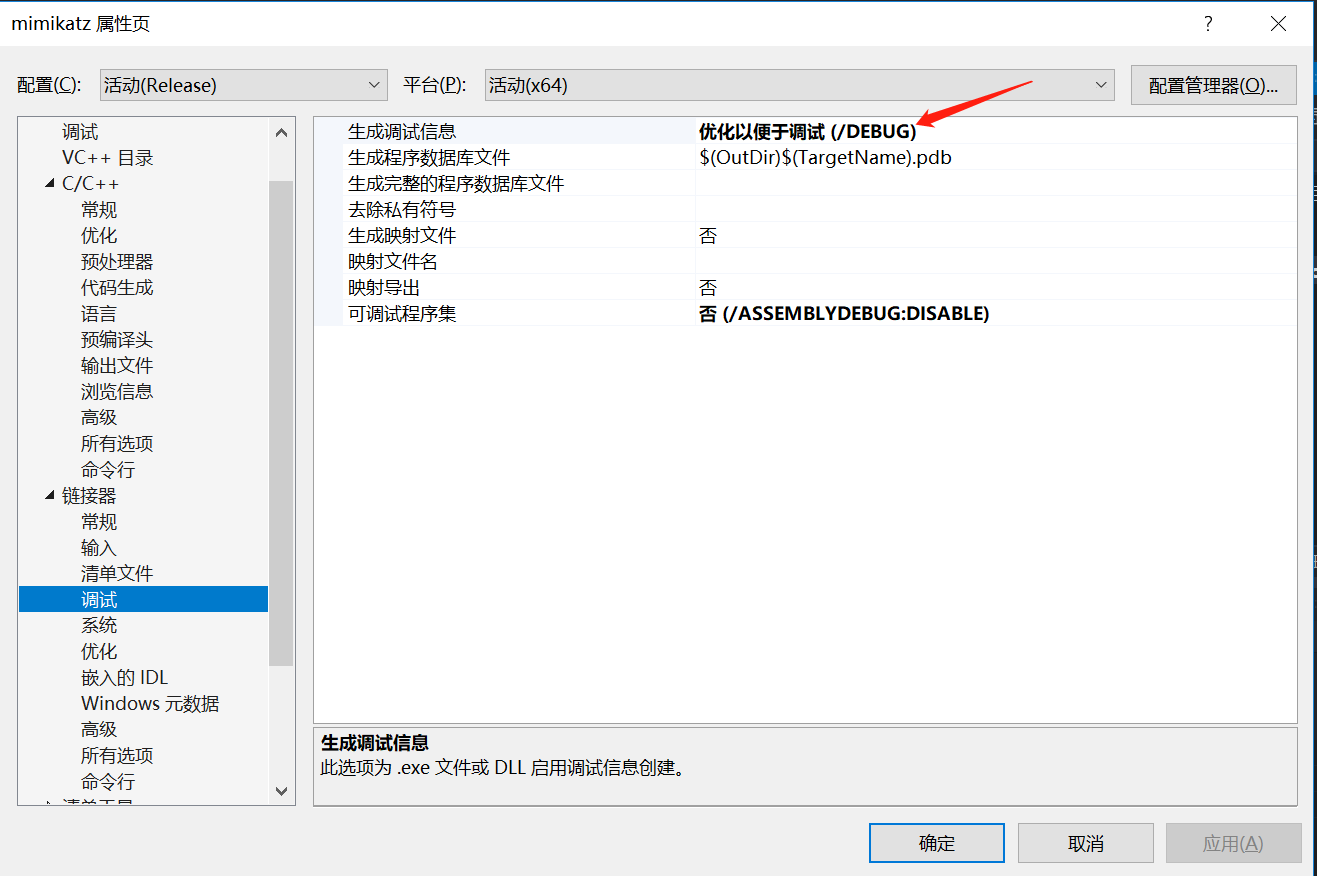 mimikatz 属性页
?
配置(C): 活动(Release) 平台(P): 活动(x64) 配置管理器(O)...
调试
VC++ 目录
C/C++
常规
优化
预处理器
代码生成
语言
预编译头
输出文件
浏览信息
高级
所有选项
命令行
链接器
常规
输入
清单文件
调试
系统
优化
嵌入的 IDL
Windows 元数据
高级
所有选项
命令行
生成调试信息 优化以便于调试 (/DEBUG)
生成程序数据库文件 $(OutDir)$(TargetName).pdb
生成完整的程序数据库文件
去除私有符号
生成映射文件 否
映射文件名
映射导出 否
可调试程序集 否 (/ASSEMBLYDEBUG:DISABLE)
生成调试信息
此选项为 .exe 文件或 DLL 启用调试信息创建。
确定 取消 应用(A)